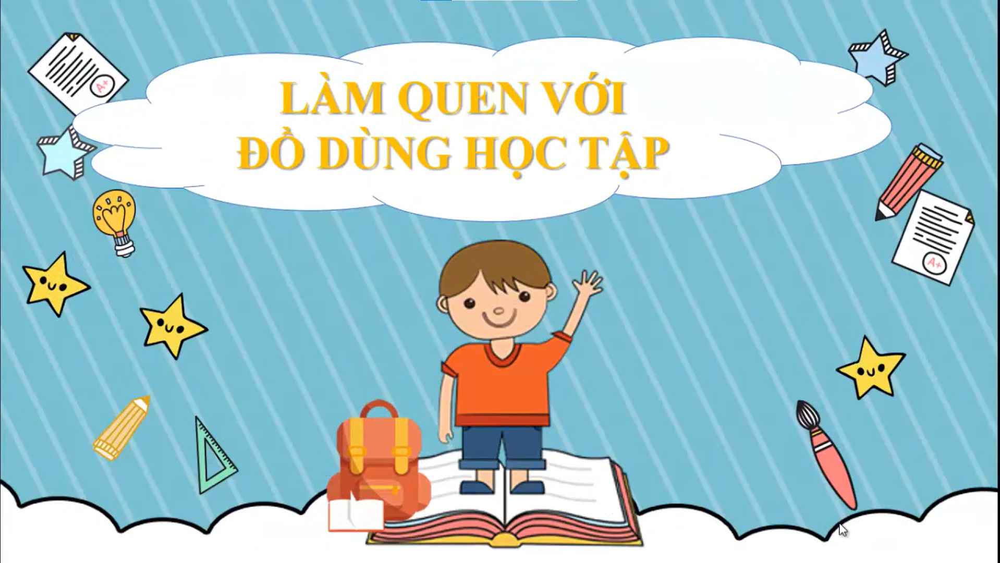 A+
LÀM QUEN VỚI
ĐỒ DÙNG HỌC TẬP
A+